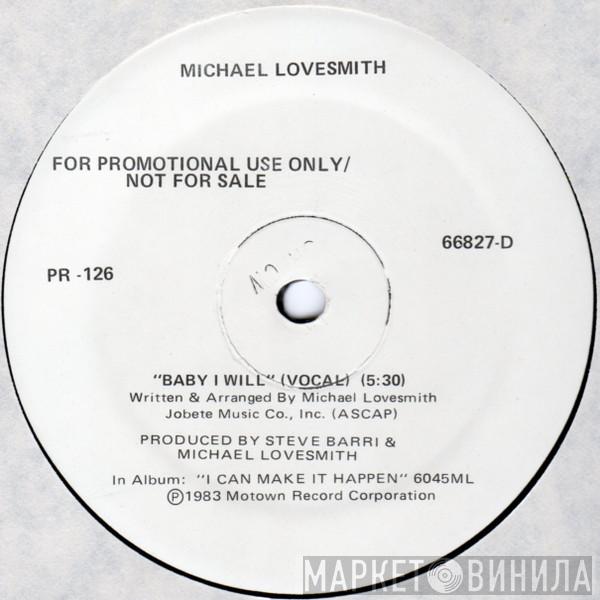 MICHAEL LOVESMITH
FOR PROMOTIONAL USE ONLY/
NOT FOR SALE
66827-D
PR -126
"BABY I WILL" (VOCAL) (5:30)
Written & Arranged By Michael Lovesmith
Jobete Music Co., Inc. (ASCAP)
PRODUCED BY STEVE BARRI &
MICHAEL LOVESMITH
In Album: "I CAN MAKE IT HAPPEN" 6045ML
Ⓟ1983 Motown Record Corporation
МАРКЕТ ВИНИЛА